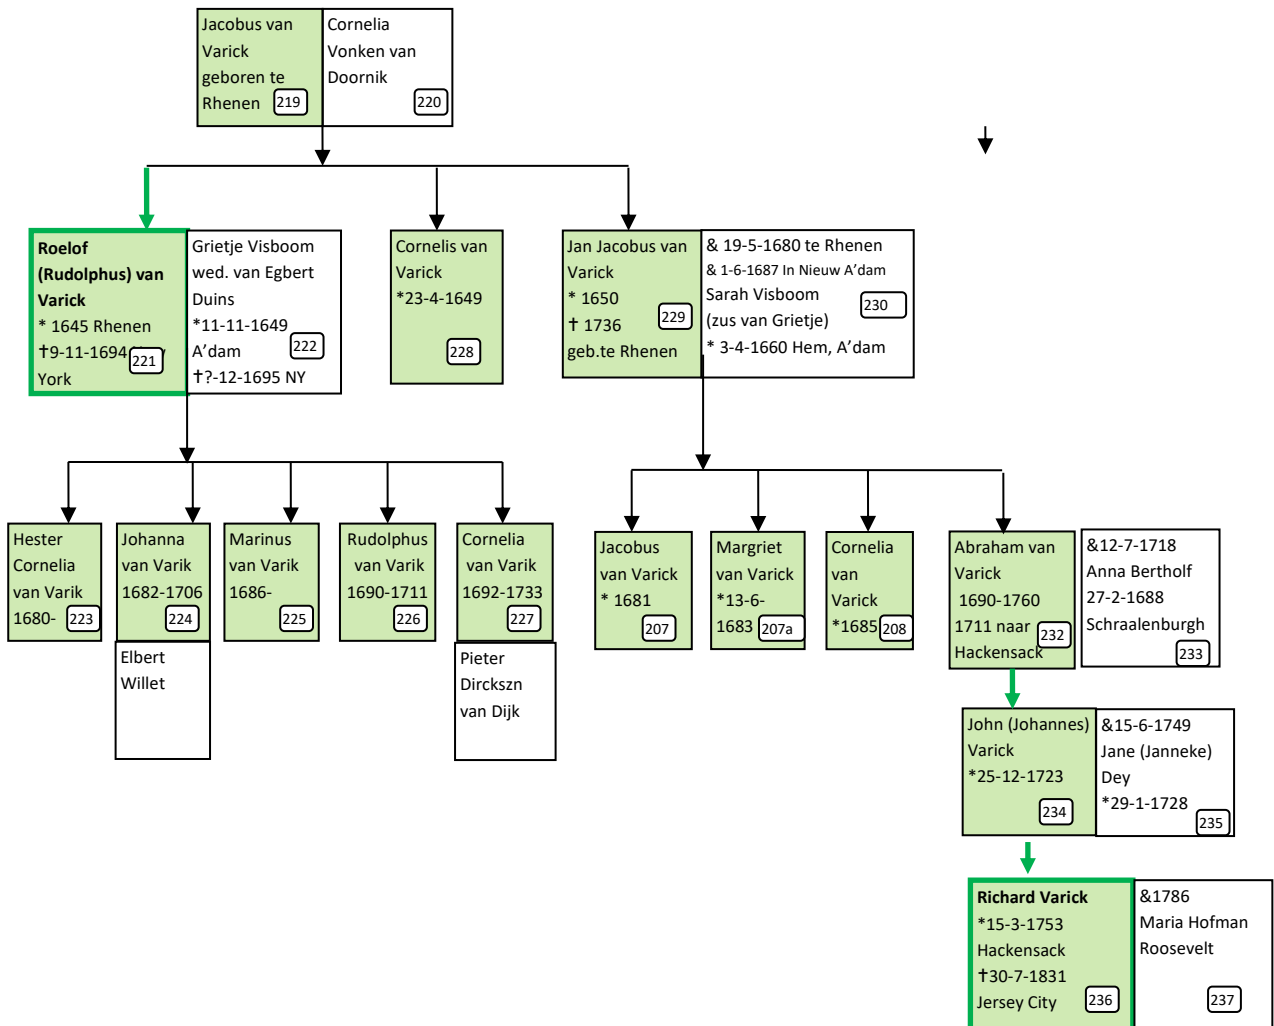 Jacobus van
Varick
geboren te
Rhenen 219
Cornelia
Vonken van
Doornik
220
Roelof
(Rudolphus) van
Varick
* 1645 Rhenen
†9-11-1694
York
221
Grietje Visboom
wed. van Egbert
Duins
*11-11-1649
A’dam
†?-12-1695 NY
222
Cornelis van
Varick
*23-4-1649
228
Jan Jacobus van
Varick
* 1650
† 1736
geb.te Rhenen
229
& 19-5-1680 te Rhenen
& 1-6-1687 In Nieuw A’dam
Sarah Visboom
(zus van Grietje)
* 3-4-1660 Hem, A’dam
230
Hester
Cornelia
van Varik
1680- 223
Johanna
van Varik
1682-1706
224
Elbert
Willet
Marinus
van Varik
1686-
225
Rudolphus
van Varik
1690-1711
226
Cornelia
van Varik
1692-1733
227
Pieter
Dirckszn
van Dijk
Jacobus
van Varick
* 1681
207
Margriet
van Varick
*13-6-
1683 207a
Cornelia
van
Varick
*1685 208
Abraham van
Varick
1690-1760
1711 naar
Hackensack
232
&12-7-1718
Anna Bertholf
27-2-1688
Schraalenburgh
233
John (Johannes)
Varick
*25-12-1723
234
&15-6-1749
Jane (Janneke)
Dey
*29-1-1728
235
Richard Varick
*15-3-1753
Hackensack
†30-7-1831
Jersey City 236
&1786
Maria Hofman
Roosevelt
237